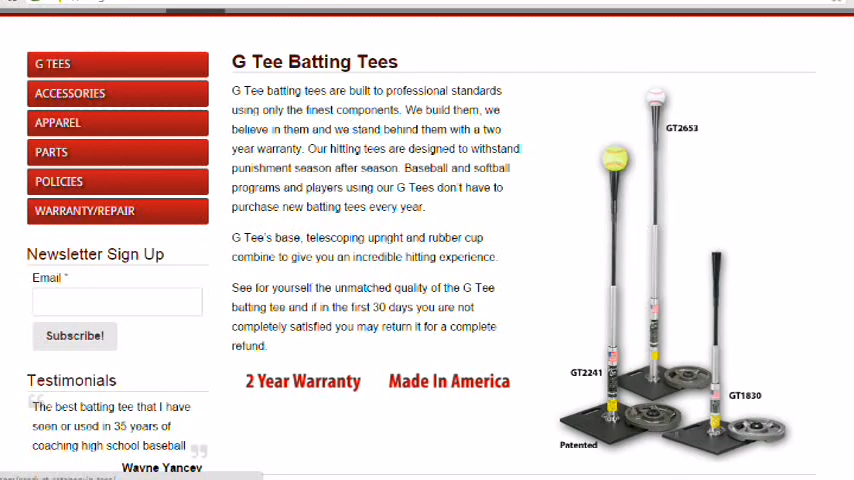 G TEES
ACCESSORIES
APPAREL
PARTS
POLICIES
WARRANTY/REPAIR
Newsletter Sign Up
Email *
Subscribe!
Testimonials
“The best batting tee that I have
seen or used in 35 years of
coaching high school baseball”
Wayne Yancey
G Tee Batting Tees
G Tee batting tees are built to professional standards
using only the finest components. We build them, we
believe in them and we stand behind them with a two
year warranty. Our hitting tees are designed to withstand
punishment season after season. Baseball and softball
programs and players using our G Tees don't have to
purchase new batting tees every year.
G Tee's base, telescoping upright and rubber cup
combine to give you an incredible hitting experience.
See for yourself the unmatched quality of the G Tee
batting tee and if in the first 30 days you are not
completely satisfied you may return it for a complete
refund.
2 Year Warranty Made In America
GT2653
GT2241
GT1830
Patented